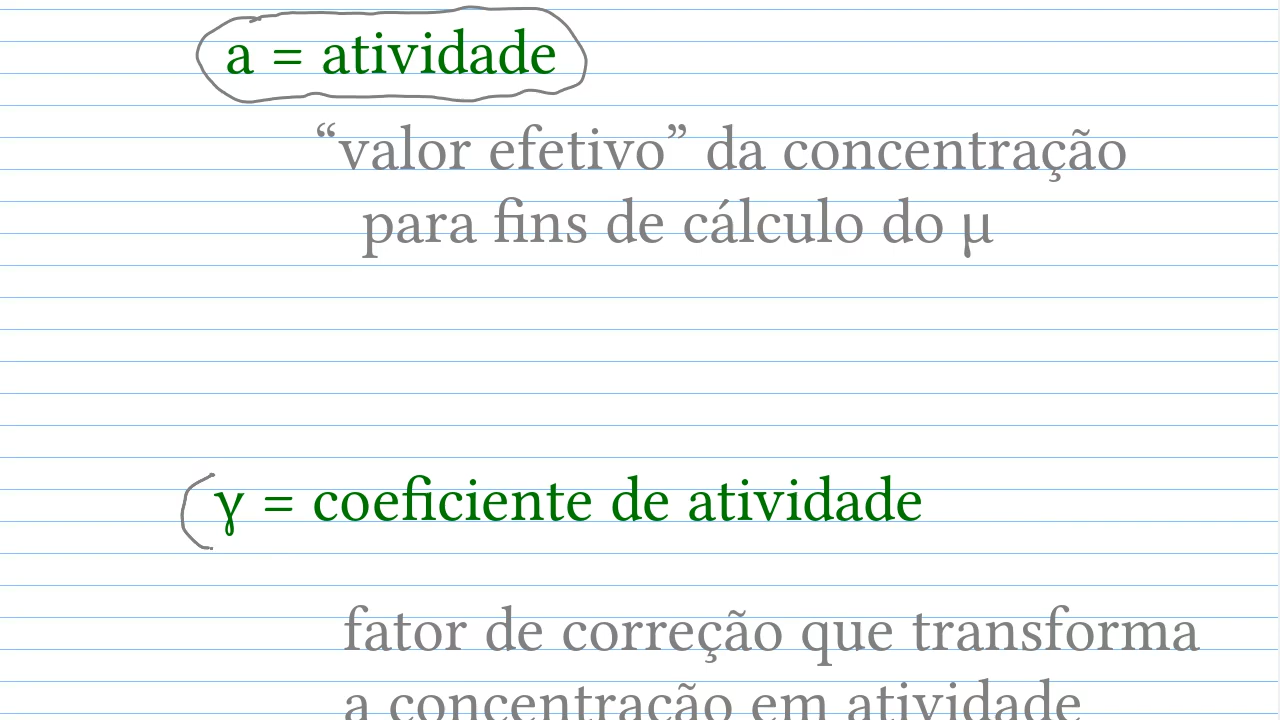 a = atividade
“valor efetivo” da concentração
para fins de cálculo do μ
γ = coeficiente de atividade
fator de correção que transforma
a concentração em atividade